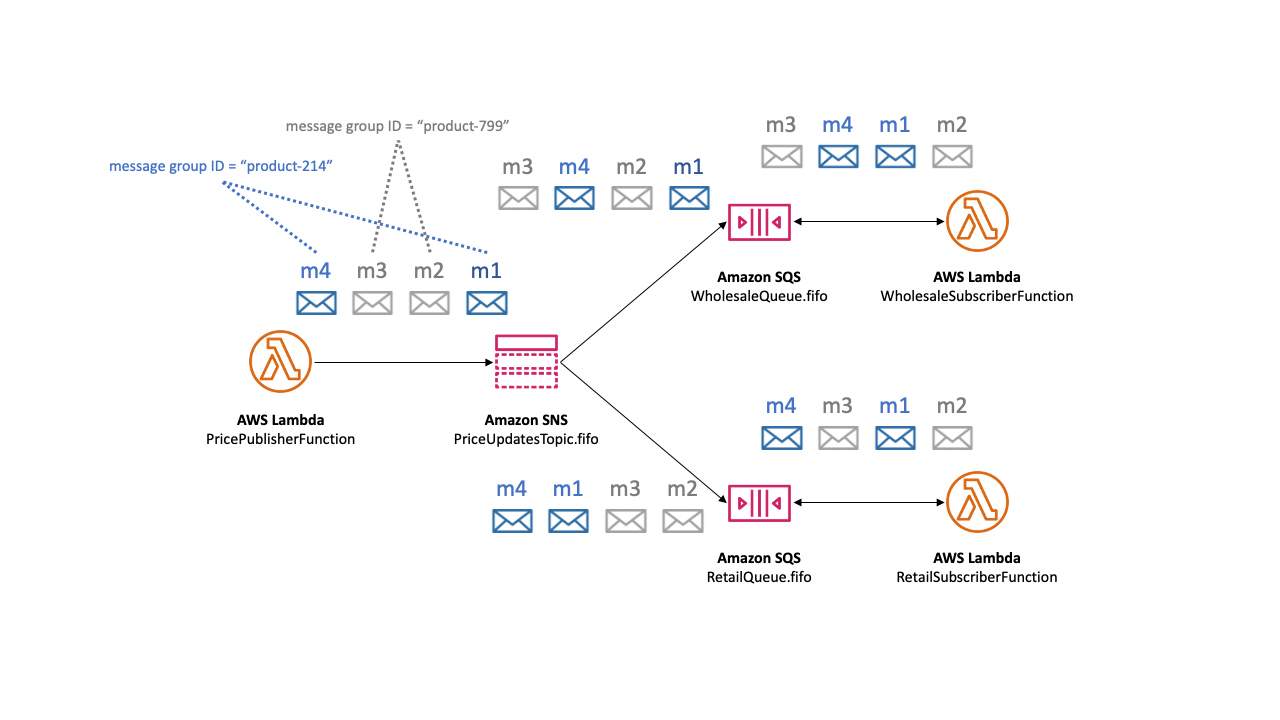 message group ID = “product-799”
message group ID = “product-214”
m4 m3 m2 m1
m3 m4 m2 m1
m3 m4 m1 m2
Amazon SQS
WholesaleQueue.fifo
AWS Lambda
WholesaleSubscriberFunction
AWS Lambda
PricePublisherFunction
Amazon SNS
PriceUpdatesTopic.fifo
m4 m1 m3 m2
m4 m3 m1 m2
Amazon SQS
RetailQueue.fifo
AWS Lambda
RetailSubscriberFunction